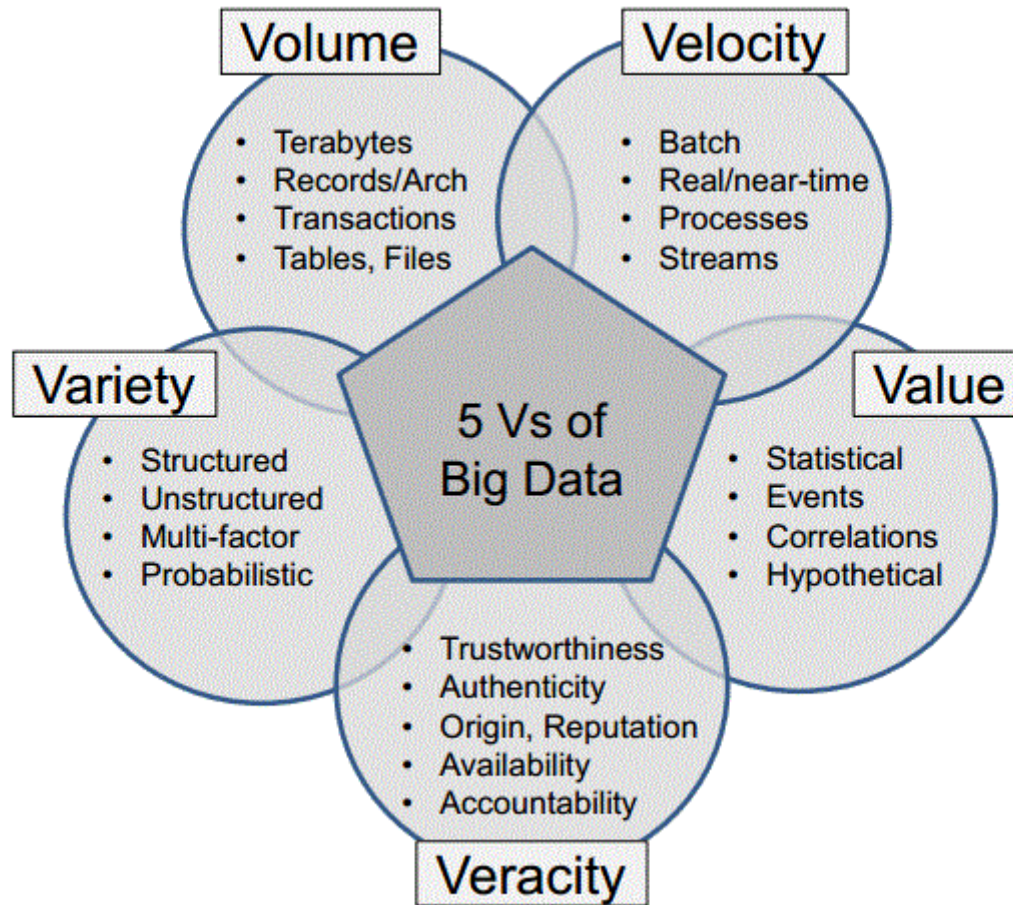 Volume
• Terabytes
• Records/Arch
• Transactions
• Tables, Files
Velocity
• Batch
• Real/near-time
• Processes
• Streams
Variety
• Structured
• Unstructured
• Multi-factor
• Probabilistic
5 Vs of
Big Data
Value
• Statistical
• Events
• Correlations
• Hypothetical
• Trustworthiness
• Authenticity
• Origin, Reputation
• Availability
• Accountability
Veracity